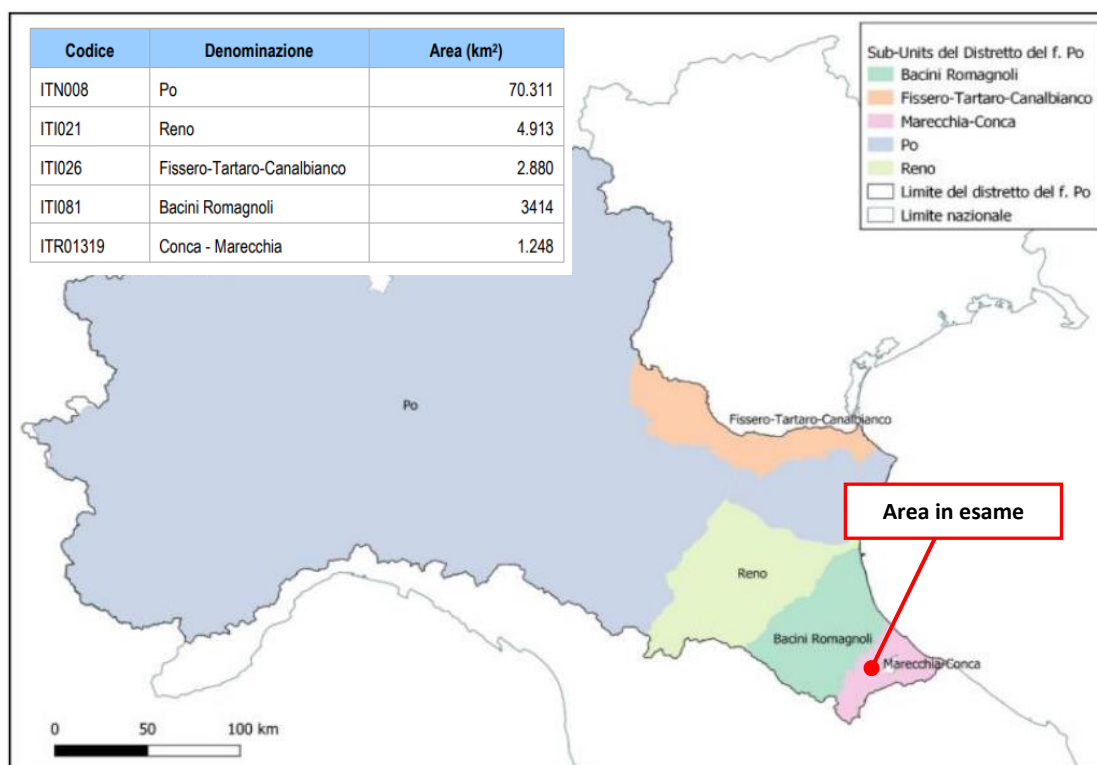 Codice Denominazione Area (km²)
ITN008 Po 70.311
ITI021 Reno 4.913
ITI026 Fissero-Tartaro-Canalbianco 2.880
ITI081 Bacini Romagnoli 3414
ITR01319 Conca - Marecchia 1.248
Sub-Units del Distretto del f. Po
Bacini Romagnoli
Fissero-Tartaro-Canalbianco
Marecchia-Conca
Po
Reno
Limite del distretto del f. Po
Limite nazionale
Po
Fissero-Tartaro-Canalbianco
Area in esame
Reno
Bacini Romagnoli
Marecchia-Conca
0 50 100 km